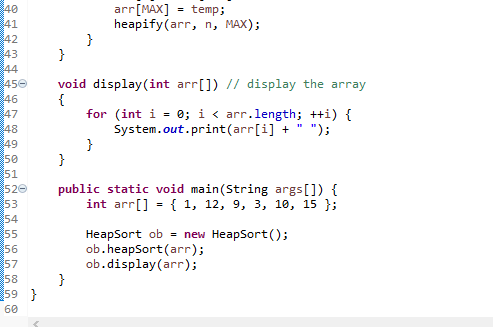 40            arr[MAX] = temp;
41            heapify(arr, n, MAX);
42        }
43    }
44
45    void display(int arr[]) // display the array
46    {
47        for (int i = 0; i < arr.length; ++i) {
48            System.out.print(arr[i] + " ");
49        }
50    }
51
52    public static void main(String args[]) {
53        int arr[] = { 1, 12, 9, 3, 10, 15 };
54
55        HeapSort ob = new HeapSort();
56        ob.heapSort(arr);
57        ob.display(arr);
58    }
59 }
60